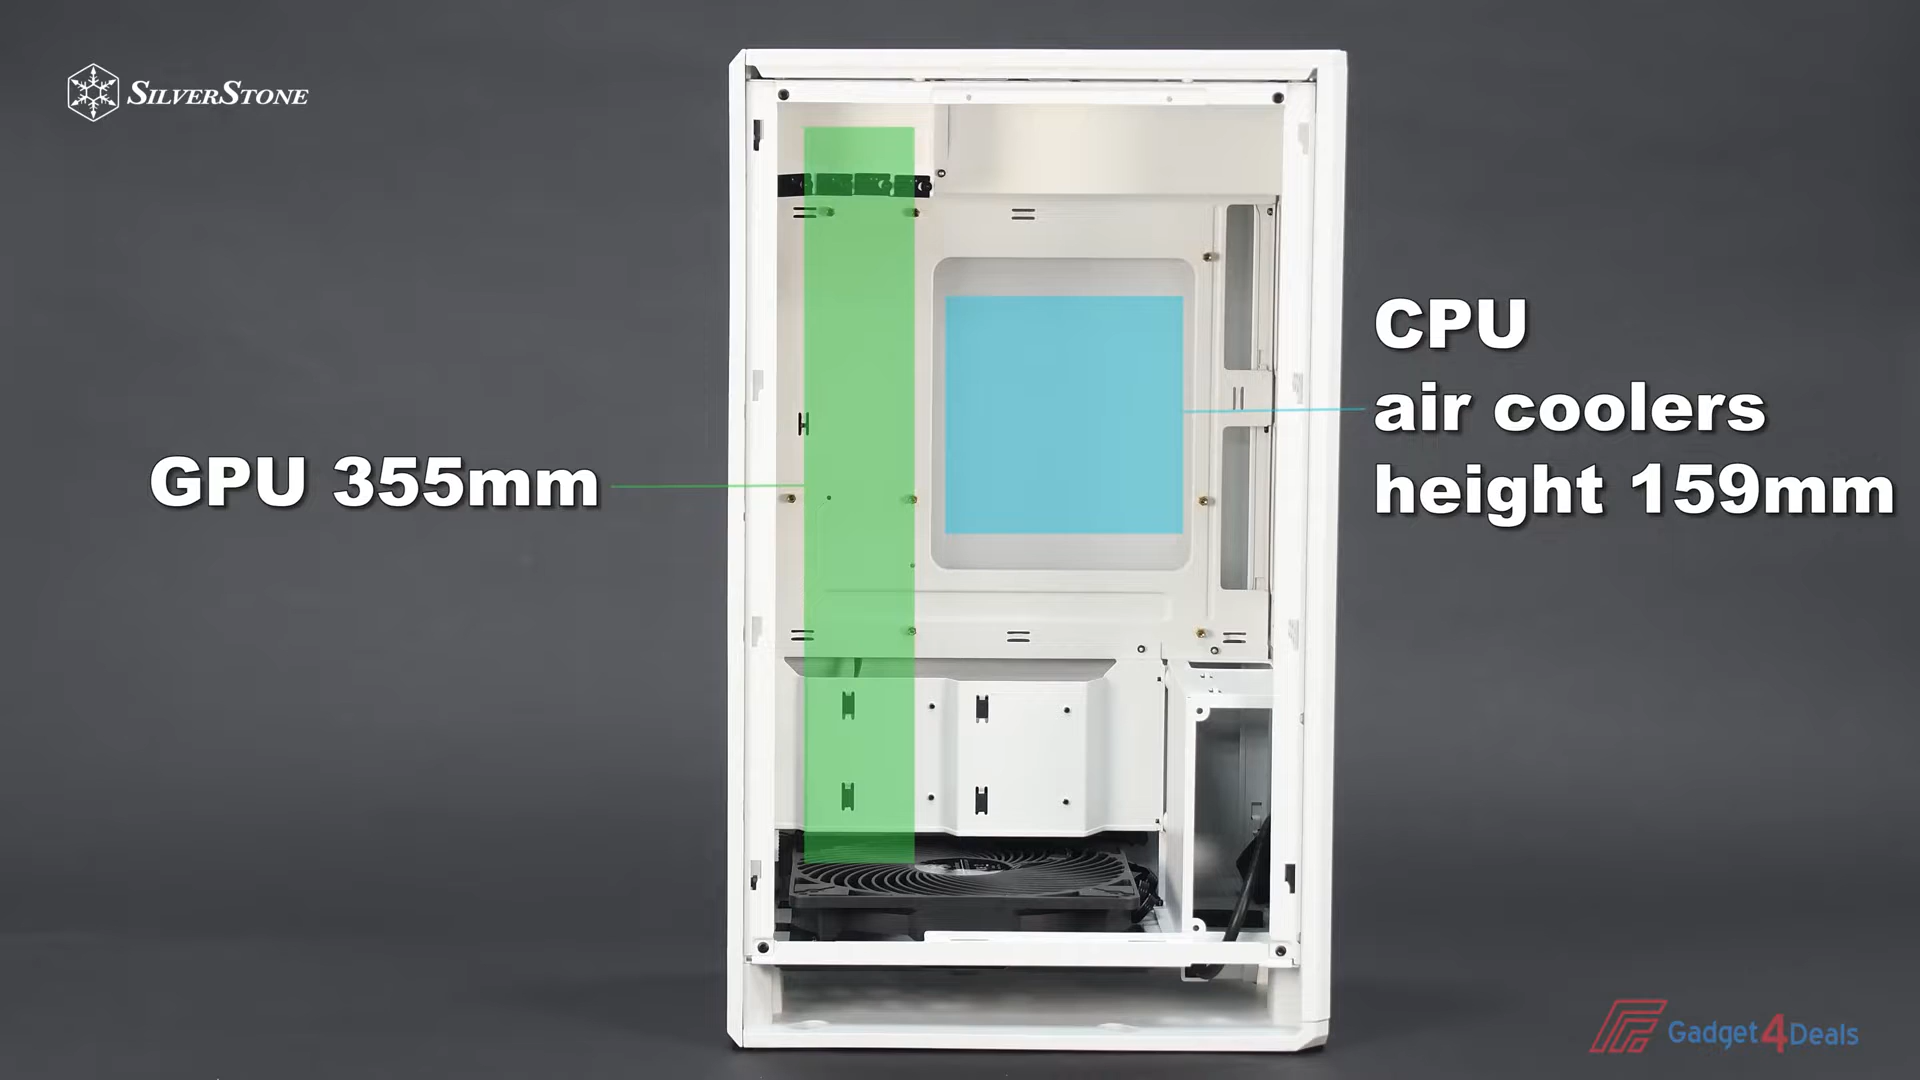 SILVERSTONE
GPU 355mm
CPU
air coolers
height 159mm
Gadget4Deals